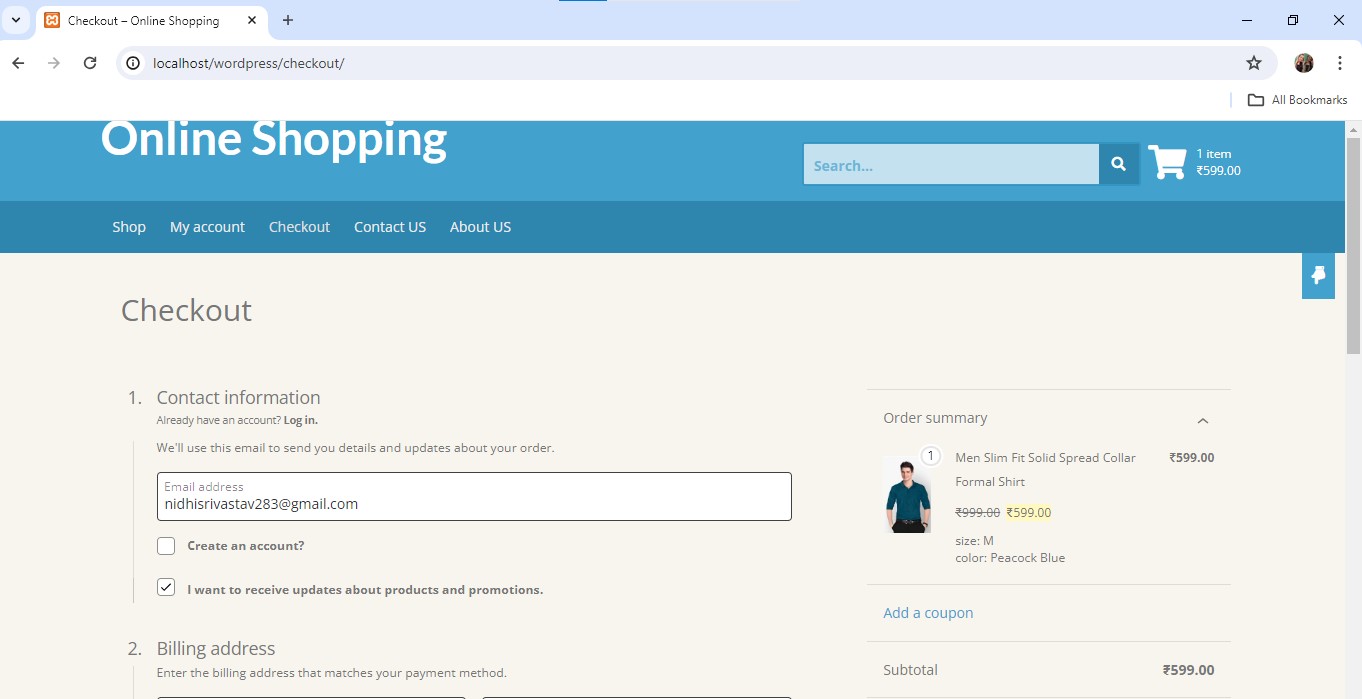 Checkout – Online Shopping
localhost/wordpress/checkout/
All Bookmarks
Online Shopping
Search...
1 item
₹599.00
Shop My account Checkout Contact US About US
Checkout
1. Contact information
Already have an account? Log in.
We'll use this email to send you details and updates about your order.
Email address
nidhisrivastav283@gmail.com
Create an account?
I want to receive updates about products and promotions.
2. Billing address
Enter the billing address that matches your payment method.
Order summary
1
Men Slim Fit Solid Spread Collar ₹599.00
Formal Shirt
₹999.00 ₹599.00
size: M
color: Peacock Blue
Add a coupon
Subtotal ₹599.00